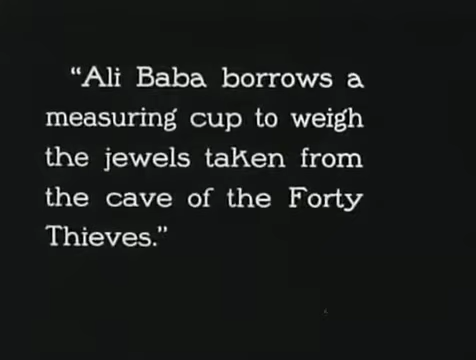 “Ali Baba borrows a
measuring cup to weigh
the jewels taken from
the cave of the Forty
Thieves.”